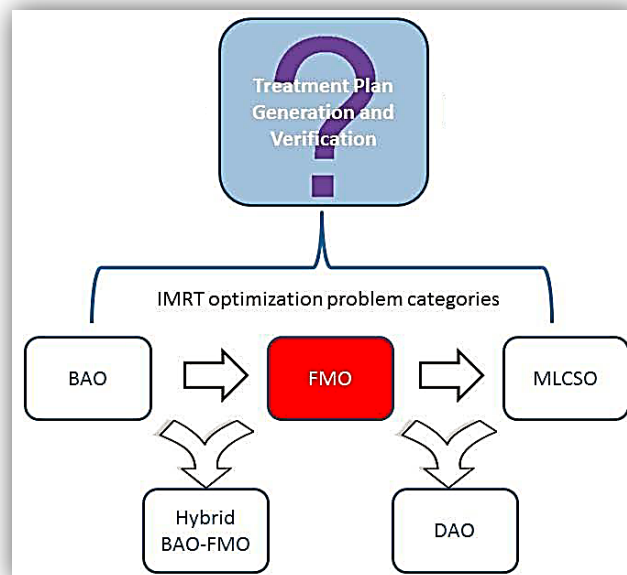 Treatment Plan
Generation and
Verification
?
IMRT optimization problem categories
BAO
FMO
MLCSO
Hybrid
BAO-FMO
DAO